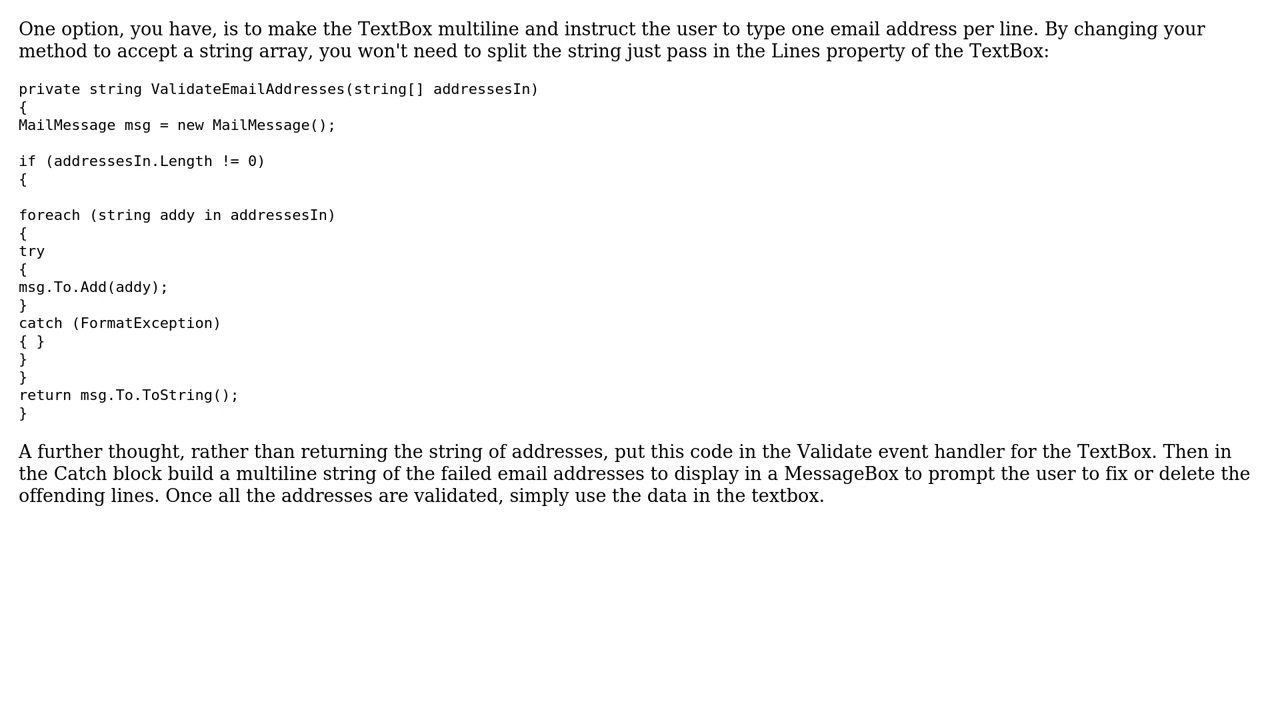 One option, you have, is to make the TextBox multiline and instruct the user to type one email address per line. By changing your
method to accept a string array, you won't need to split the string just pass in the Lines property of the TextBox:
private string ValidateEmailAddresses(string[] addressesIn)
{
MailMessage msg = new MailMessage();
if (addressesIn.Length != 0)
{
foreach (string addy in addressesIn)
{
try
{
msg.To.Add(addy);
}
catch (FormatException)
{ }
}
}
return msg.To.ToString();
}
A further thought, rather than returning the string of addresses, put this code in the Validate event handler for the TextBox. Then in
the Catch block build a multiline string of the failed email addresses to display in a MessageBox to prompt the user to fix or delete the
offending lines. Once all the addresses are validated, simply use the data in the textbox.